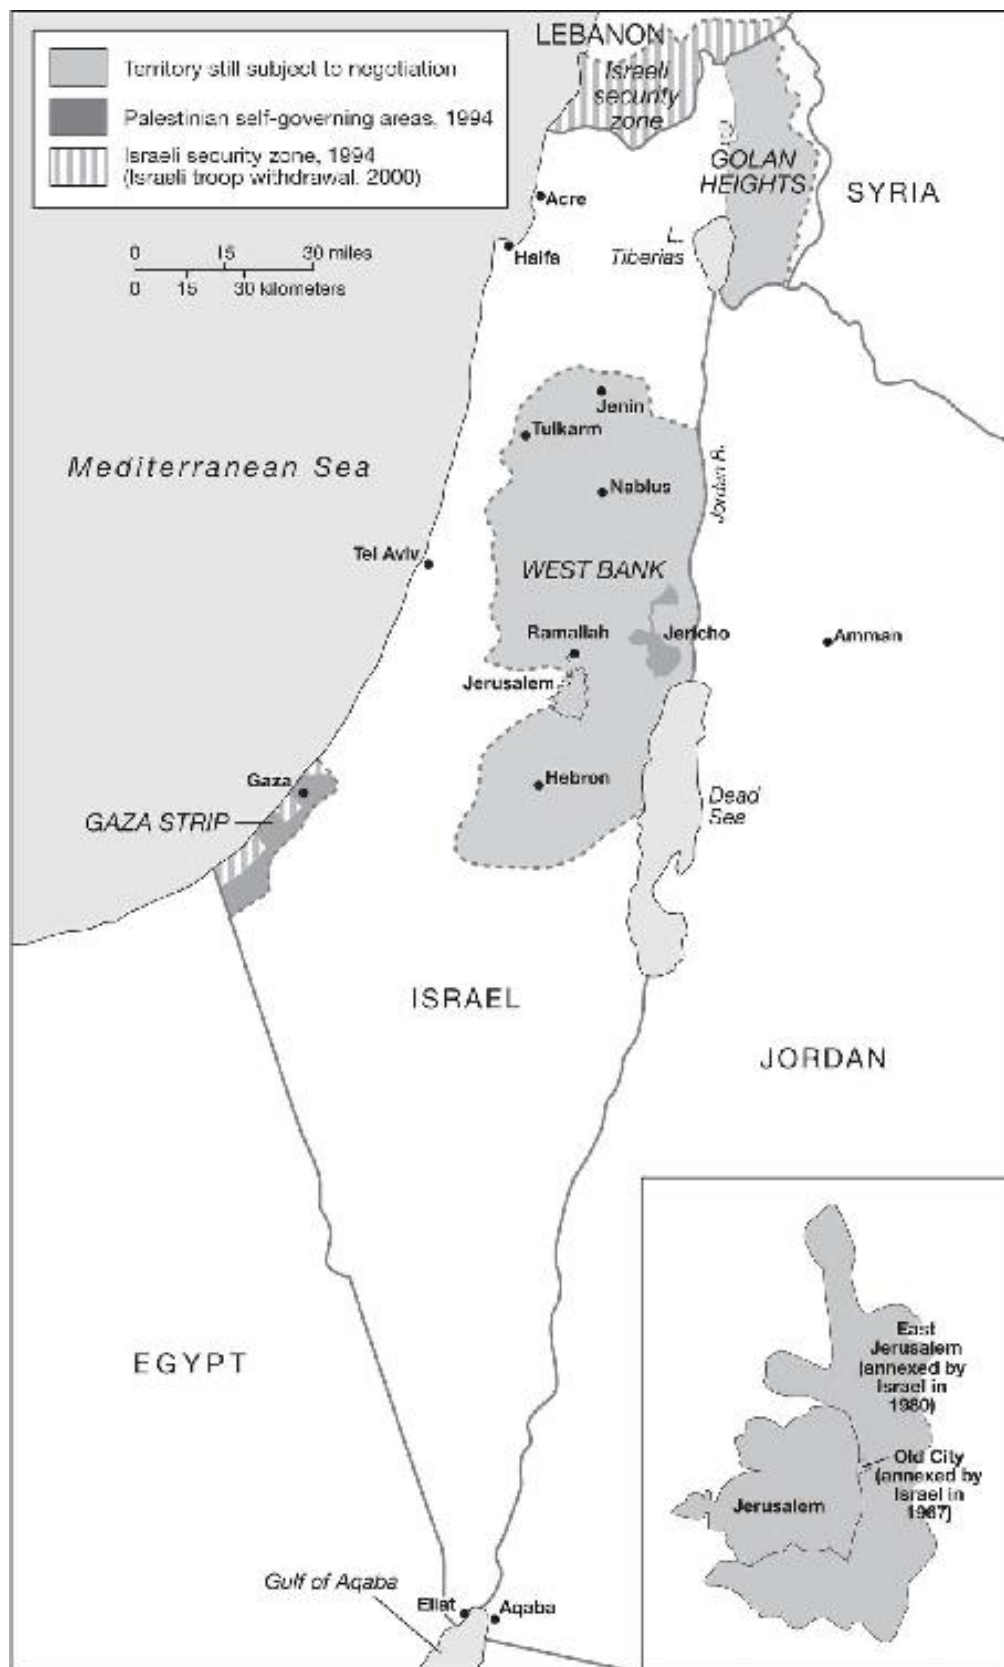 Territory still subject to negotiation
Palestinian self-governing areas, 1994
Israeli security zone, 1994
(Israeli troop withdrawal, 2000)
0 15 30 miles
0 15 30 kilometers
LEBANON
Israeli
security
zone
GOLAN
HEIGHTS
SYRIA
Acre
Haifa
L.
Tiberias
Jenin
Tulkarm
Nablus
Jordan R.
Mediterranean Sea
Tel Aviv
WEST BANK
Ramallah
Jericho
Amman
Jerusalem
Gaza
Hebron
GAZA STRIP
Dead
Sea
ISRAEL
JORDAN
EGYPT
Gulf of Aqaba
Eilat
Aqaba
East
Jerusalem
(annexed by
Israel in
1980)
Old City
(annexed by
Israel in
1967)
Jerusalem